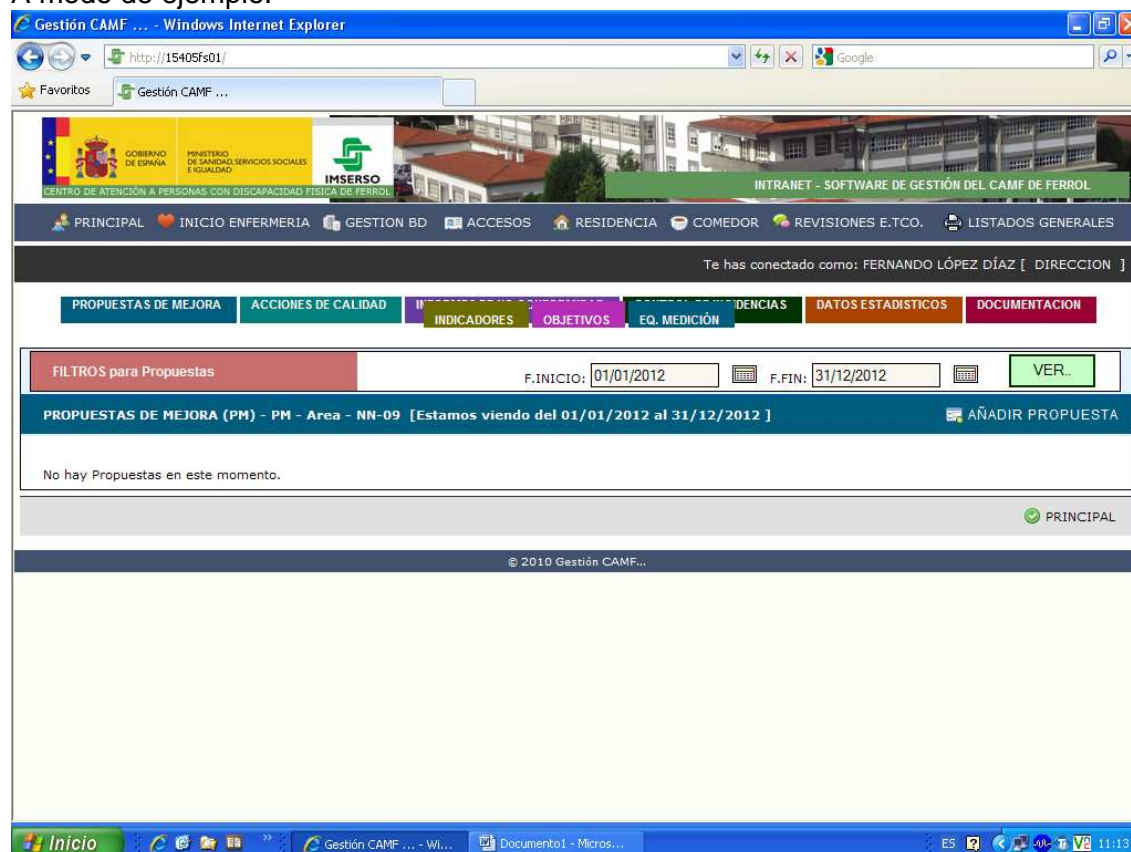 A modo de ejemplo:
Gestión CAMF ... - Windows Internet Explorer
http://15405fs01/
Google
Favoritos
Gestión CAMF ...
GOBIERNO DE ESPAÑA
MINISTERIO DE SANIDAD, SERVICIOS SOCIALES E IGUALDAD
IMSERSO
CENTRO DE ATENCIÓN A PERSONAS CON DISCAPACIDAD FISICA DE FERROL
INTRANET - SOFTWARE DE GESTIÓN DEL CAMF DE FERROL
PRINCIPAL INICIO ENFERMERIA GESTION BD ACCESOS RESIDENCIA COMEDOR REVISIONES E.TCO. LISTADOS GENERALES
Te has conectado como: FERNANDO LÓPEZ DÍAZ [ DIRECCION ]
PROPUESTAS DE MEJORA ACCIONES DE CALIDAD DENCIAS DATOS ESTADISTICOS DOCUMENTACION
INDICADORES OBJETIVOS EQ. MEDICIÓN
FILTROS para Propuestas F.INICIO: 01/01/2012 F.FIN: 31/12/2012 VER..
PROPUESTAS DE MEJORA (PM) - PM - Area - NN-09 [Estamos viendo del 01/01/2012 al 31/12/2012 ] AÑADIR PROPUESTA
No hay Propuestas en este momento.
PRINCIPAL
© 2010 Gestión CAMF...
Inicio Gestión CAMF ... - Wi... Documento1 - Micros... ES 11:13